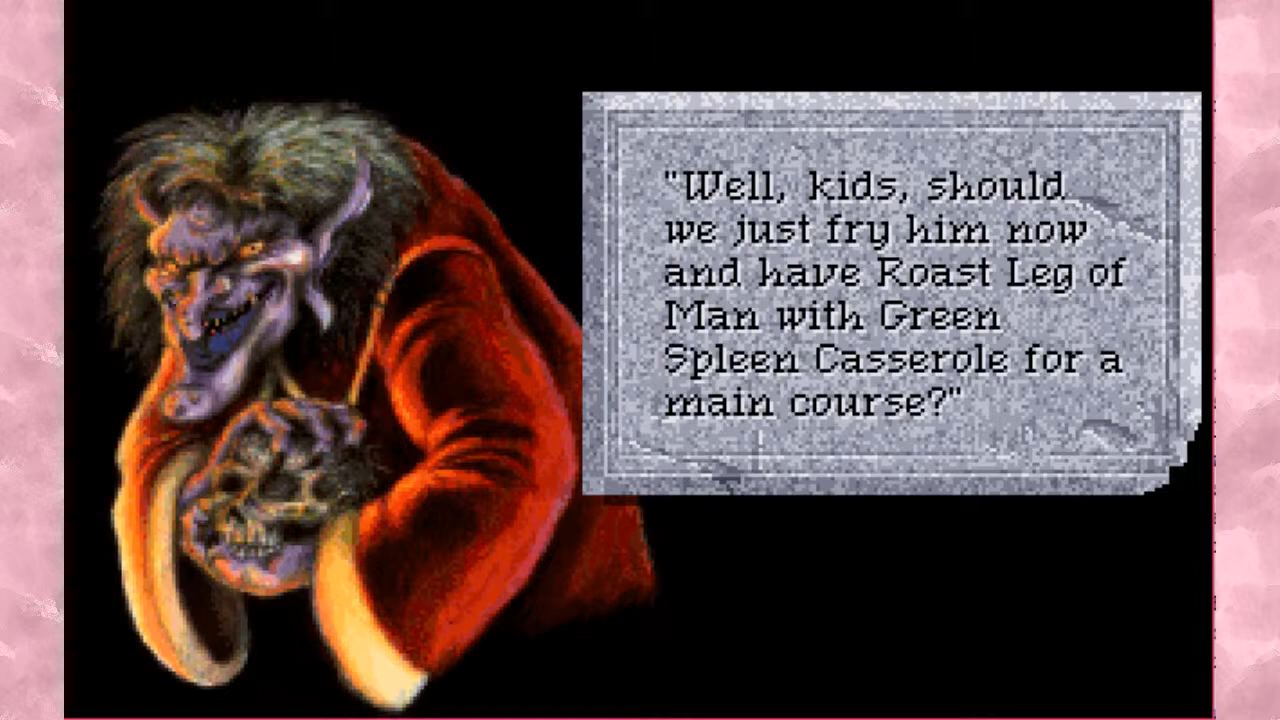 "Well, kids, should
we just fry him now
and have Roast Leg of
Man with Green
Spleen Casserole for a
main course?"